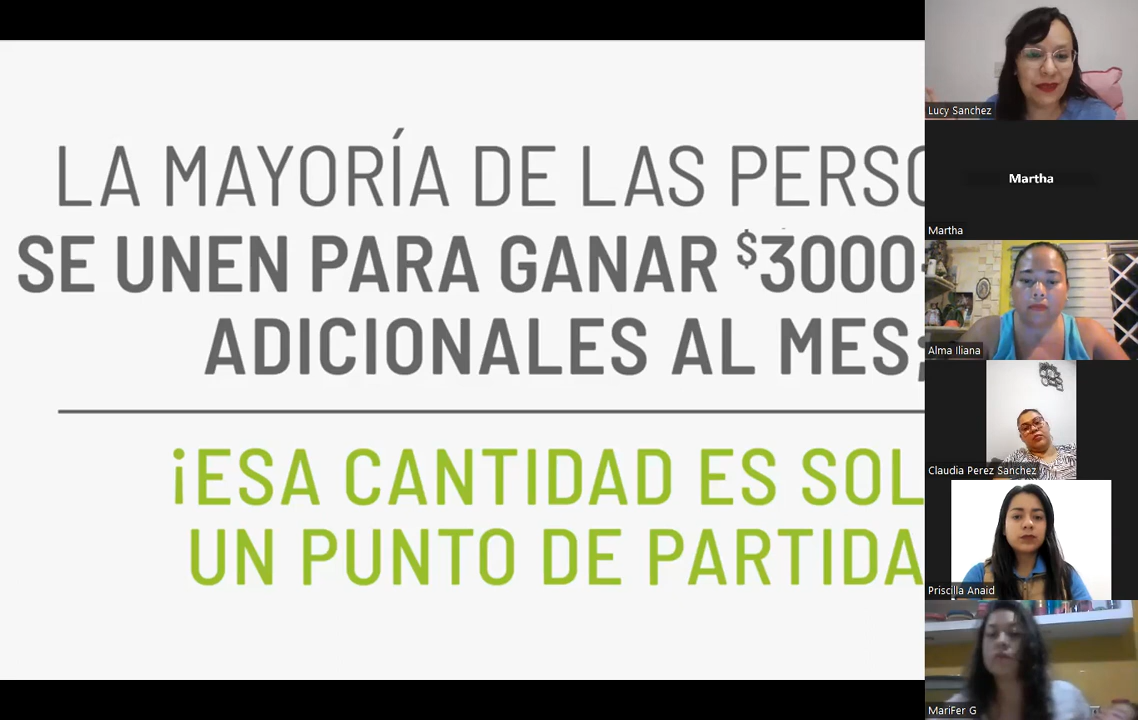 LA MAYORÍA DE LAS PERSO
SE UNEN PARA GANAR $3000
ADICIONALES AL MES;
¡ESA CANTIDAD ES SOL
UN PUNTO DE PARTIDA
Lucy Sanchez
Martha
Martha
Alma Iliana
Claudia Perez Sanchez
Priscilla Anaid
MariFer G